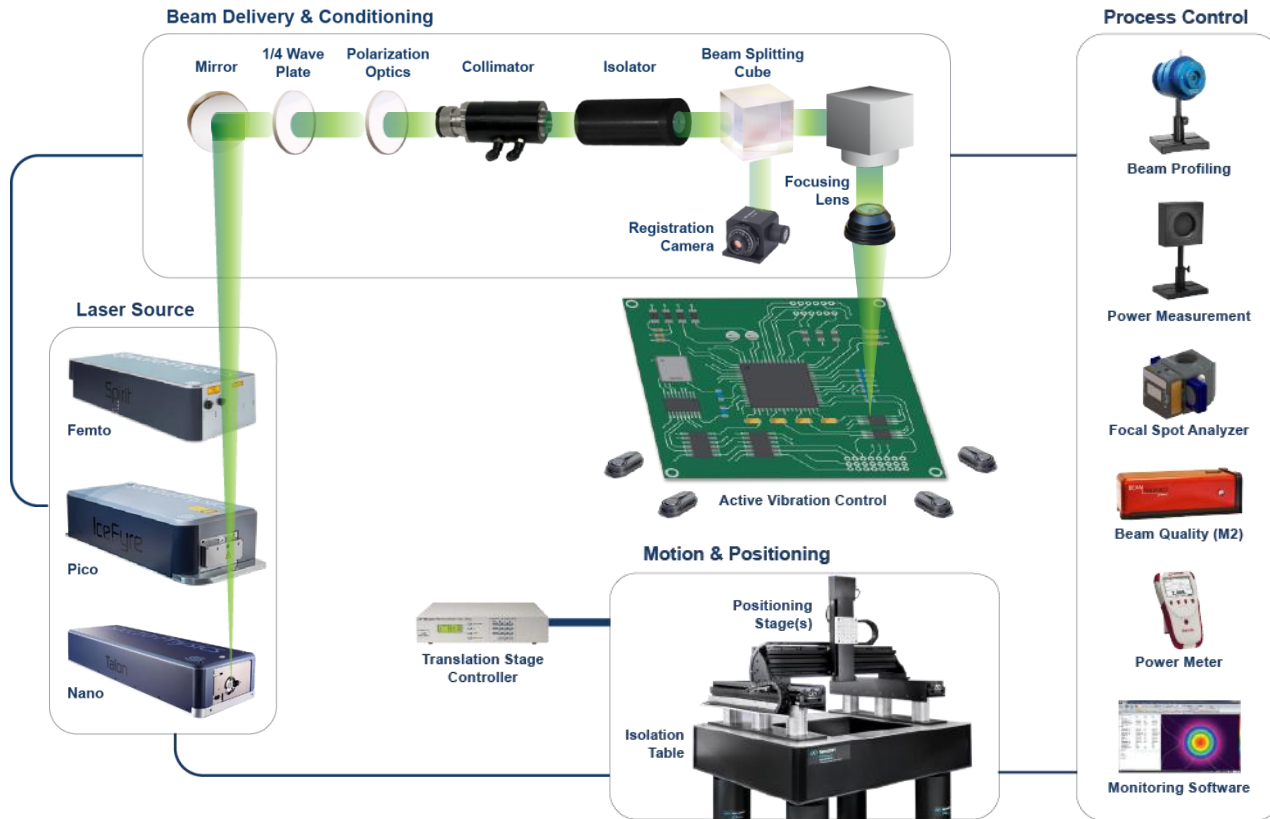 Beam Delivery & Conditioning
Process Control
Mirror
1/4 Wave
Plate
Polarization
Optics
Collimator
Isolator
Beam Splitting
Cube
Focusing
Lens
Registration
Camera
Beam Profiling
Power Measurement
Focal Spot Analyzer
Beam Quality (M2)
Power Meter
Monitoring Software
Laser Source
Spirit
Femto
IceFyre
Pico
Talon
Nano
Active Vibration Control
Motion & Positioning
Positioning
Stage(s)
Translation Stage
Controller
Isolation
Table